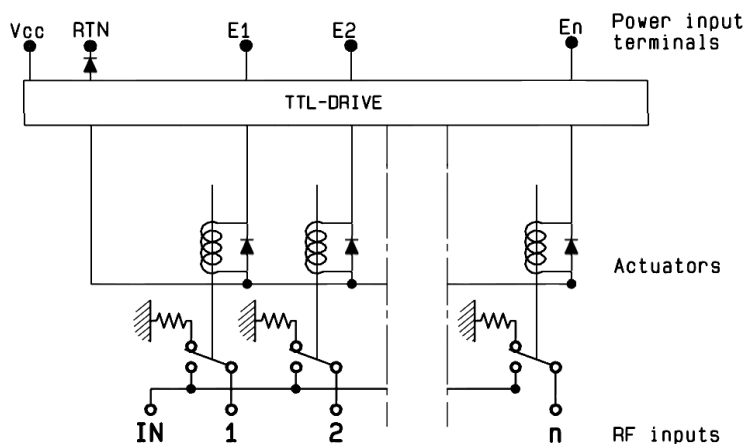 Vcc RTN E1 E2 En Power input
terminals
TTL-DRIVE
Actuators
IN 1 2 n RF inputs